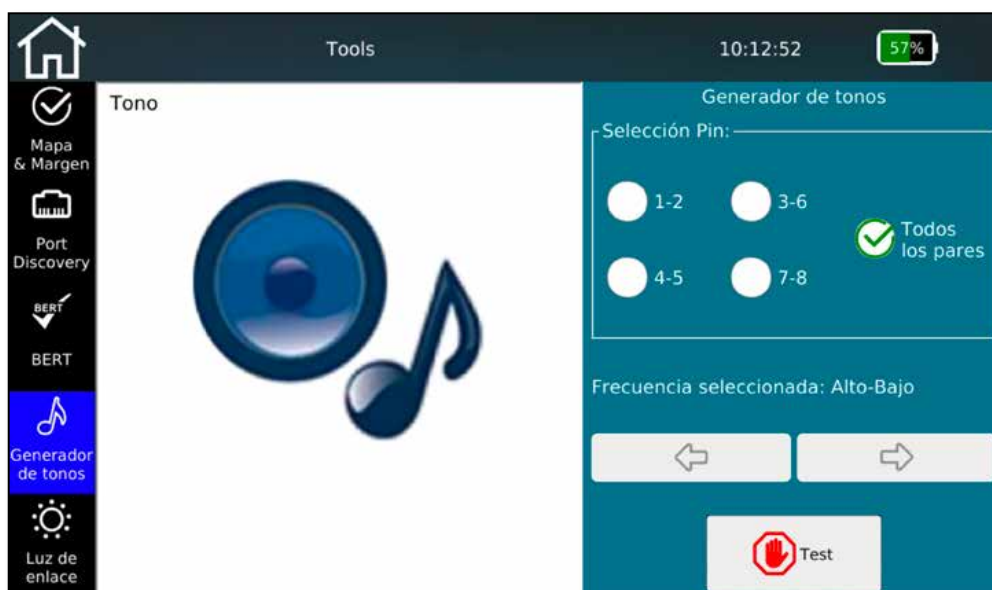 Tools
10:12:52
57%
Mapa
& Margen
Port
Discovery
BERT
BERT
Generador
de tonos
Luz de
enlace
Tono
Generador de tonos
Selección Pin:
1-2
3-6
4-5
7-8
Todos
los pares
Frecuencia seleccionada: Alto-Bajo
Test